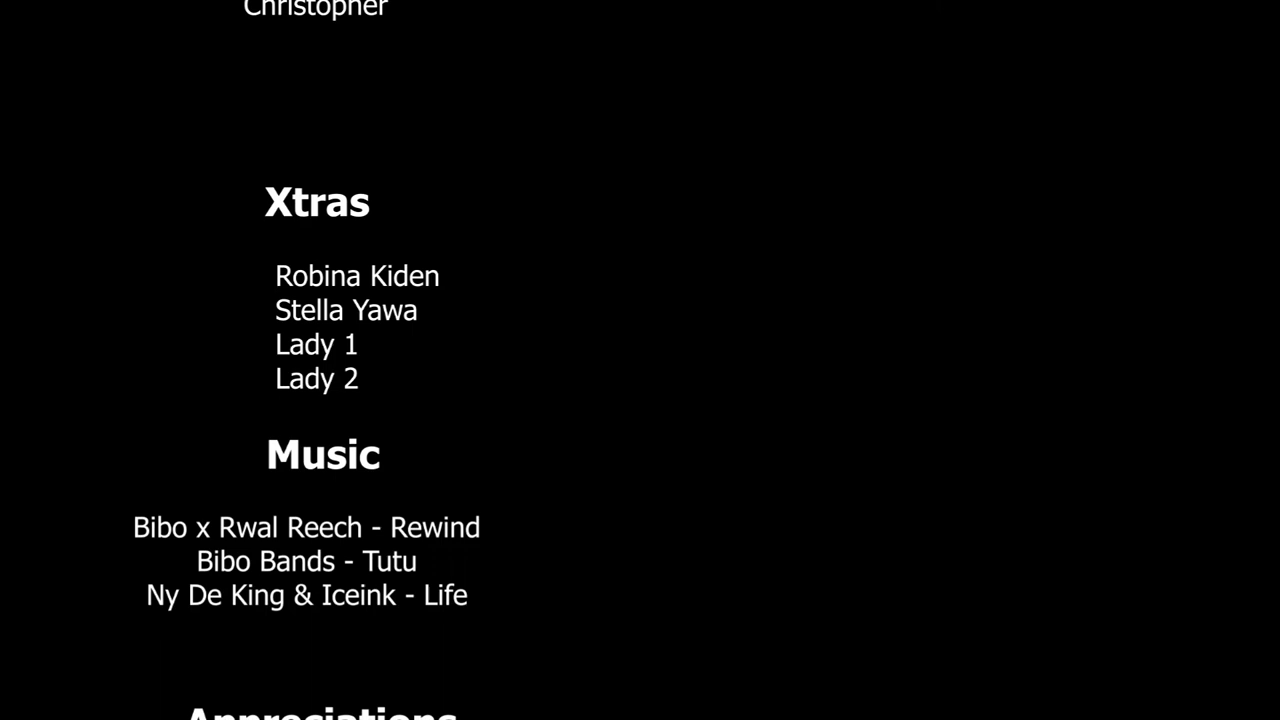 Christopher
Xtras
Robina Kiden
Stella Yawa
Lady 1
Lady 2
Music
Bibo x Rwal Reech - Rewind
Bibo Bands - Tutu
Ny De King & Iceink - Life
Appreciations